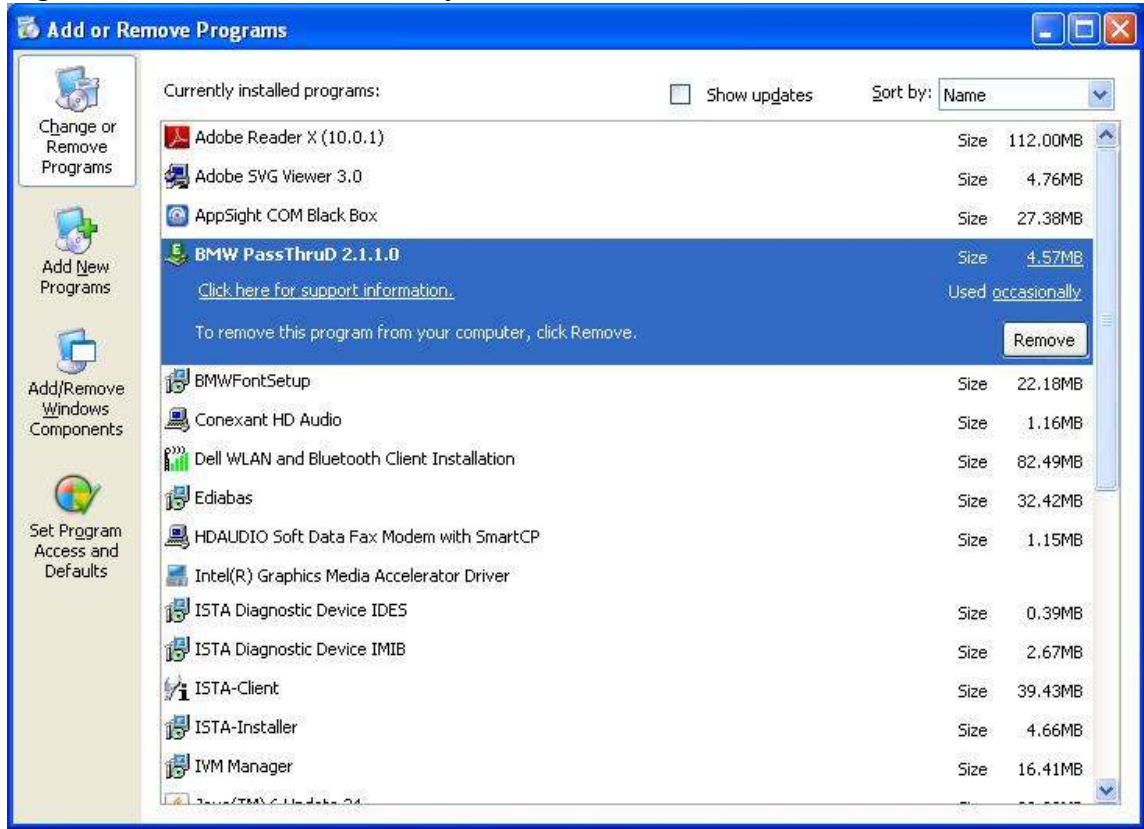 Add or Remove Programs
Change or
Remove
Programs
Add New
Programs
Add/Remove
Windows
Components
Set Program
Access and
Defaults
Currently installed programs:
Show updates
Sort by: Name
Adobe Reader X (10.0.1) Size 112.00MB
Adobe SVG Viewer 3.0 Size 4.76MB
AppSight COM Black Box Size 27.38MB
BMW PassThruD 2.1.1.0 Size 4.57MB
Click here for support information. Used occasionally
To remove this program from your computer, click Remove. Remove
BMWFontSetup Size 22.18MB
Conexant HD Audio Size 1.16MB
Dell WLAN and Bluetooth Client Installation Size 82.49MB
Ediabas Size 32.42MB
HDAUDIO Soft Data Fax Modem with SmartCP Size 1.15MB
Intel(R) Graphics Media Accelerator Driver
ISTA Diagnostic Device IDES Size 0.39MB
ISTA Diagnostic Device IMIB Size 2.67MB
ISTA-Client Size 39.43MB
ISTA-Installer Size 4.66MB
IVM Manager Size 16.41MB
Java(TM) 6 Update 24